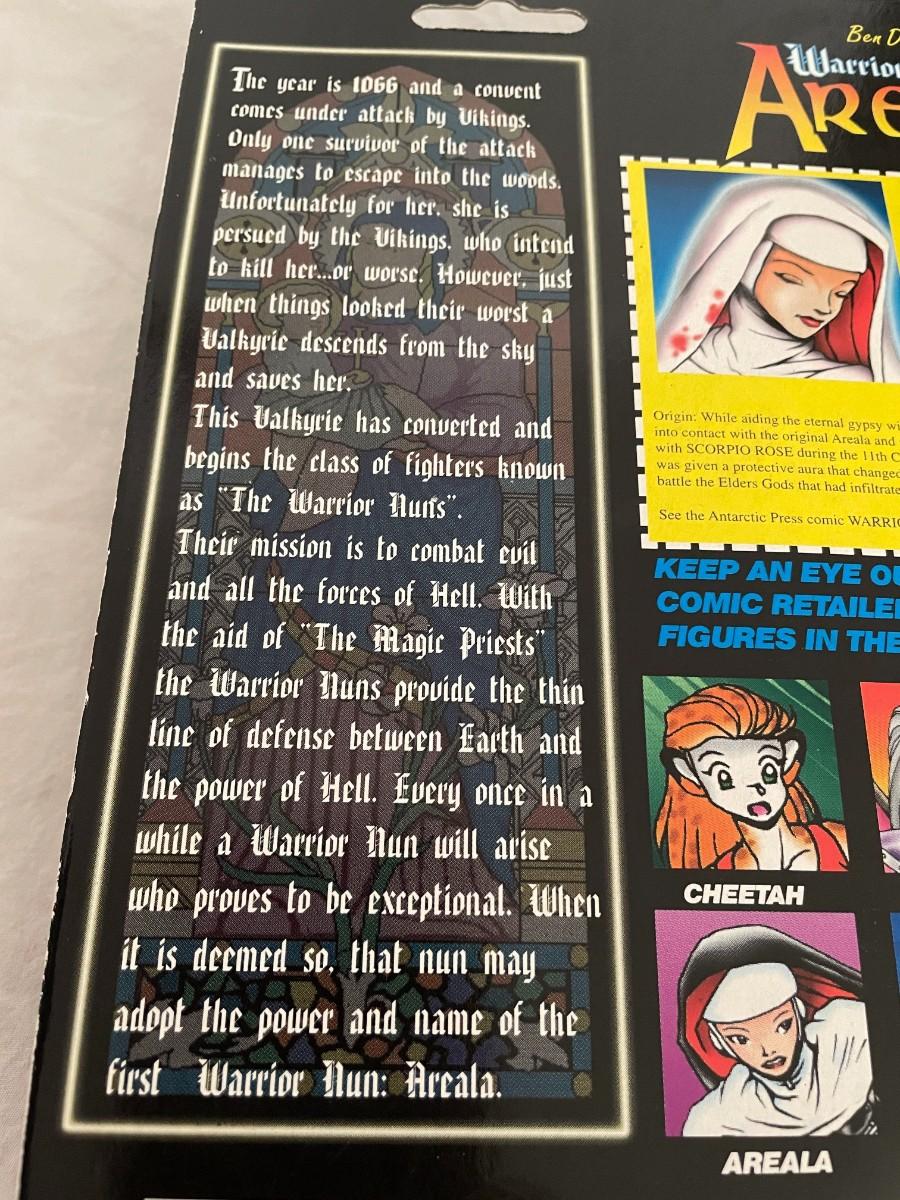 The year is 1066 and a convent
comes under attack by Vikings.
Only one survivor of the attack
manages to escape into the woods.
Unfortunately for her, she is
persued by the Vikings, who intend
to kill her...or worse. However, just
when things looked their worst a
Valkyrie descends from the sky
and saves her.
This Valkyrie has converted and
begins the class of fighters known
as "The Warrior Nuns".
Their mission is to combat evil
and all the forces of Hell. With
the aid of "The Magic Priests"
the Warrior Nuns provide the thin
line of defense between Earth and
the power of Hell. Every once in a
while a Warrior Nun will arise
who proves to be exceptional. When
it is deemed so, that nun may
adopt the power and name of the
first Warrior Nun: Areala.
Ben D
Warrior
ARE
Origin: While aiding the eternal gypsy wi
into contact with the original Areala and
with SCORPIO ROSE during the 11th C
was given a protective aura that changed
battle the Elders Gods that had infiltrate
See the Antarctic Press comic WARRIO
KEEP AN EYE OU
COMIC RETAILE
FIGURES IN THE
CHEETAH
AREALA